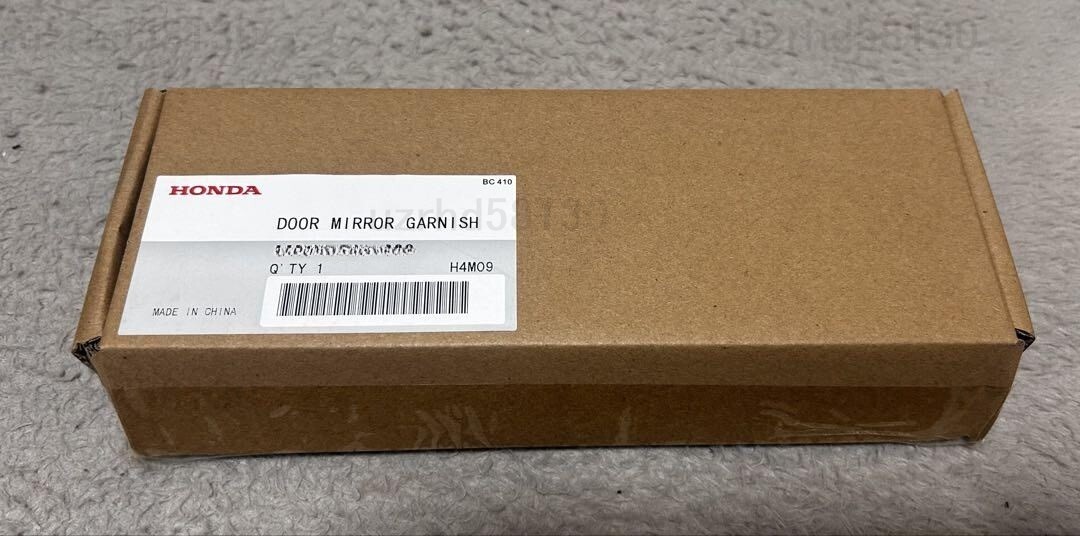 HONDA
BC 410
DOOR MIRROR GARNISH
Q'TY 1
H4M09
MADE IN CHINA